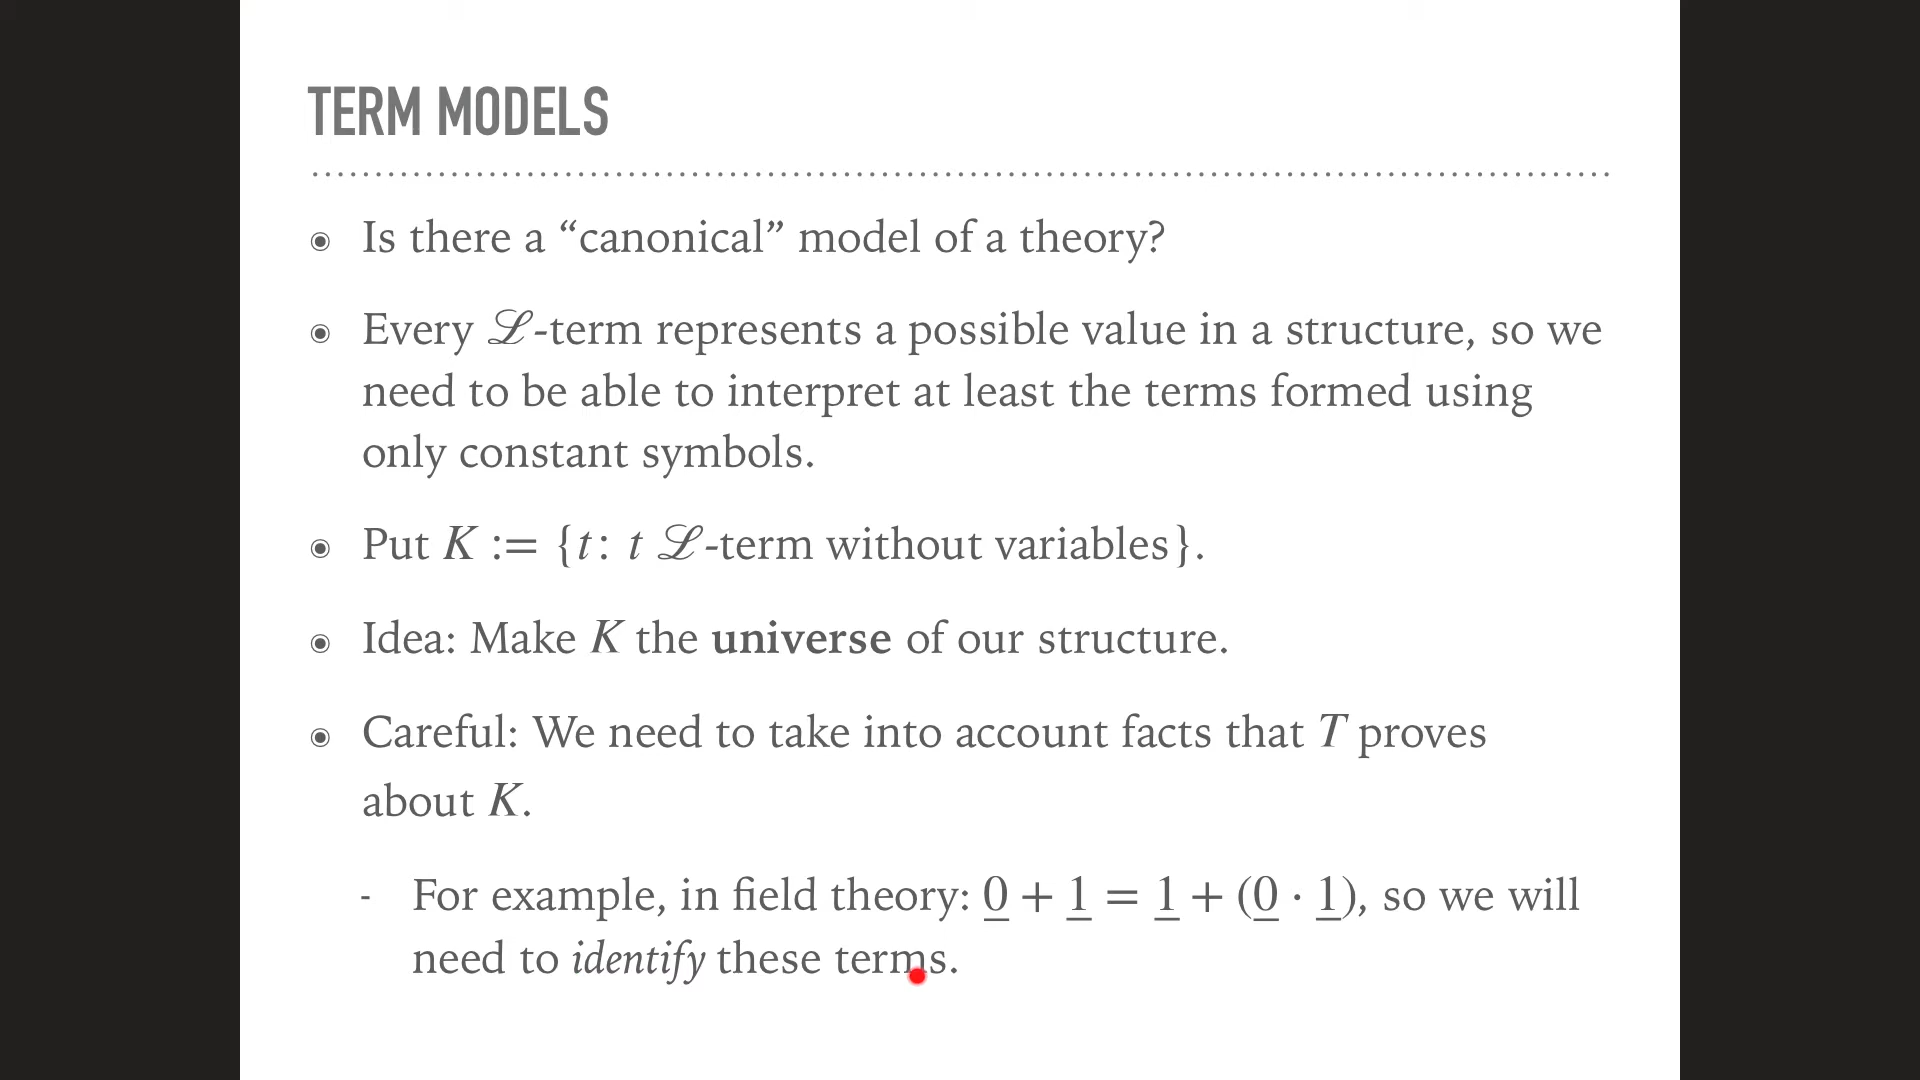 TERM MODELS
◉ Is there a “canonical” model of a theory?
◉ Every ℒ-term represents a possible value in a structure, so we
need to be able to interpret at least the terms formed using
only constant symbols.
◉ Put K := {t: t ℒ-term without variables}.
◉ Idea: Make K the universe of our structure.
◉ Careful: We need to take into account facts that T proves
about K.
- For example, in field theory: 0̲ + 1̲ = 1̲ + (0̲ · 1̲), so we will
need to identify these terms.